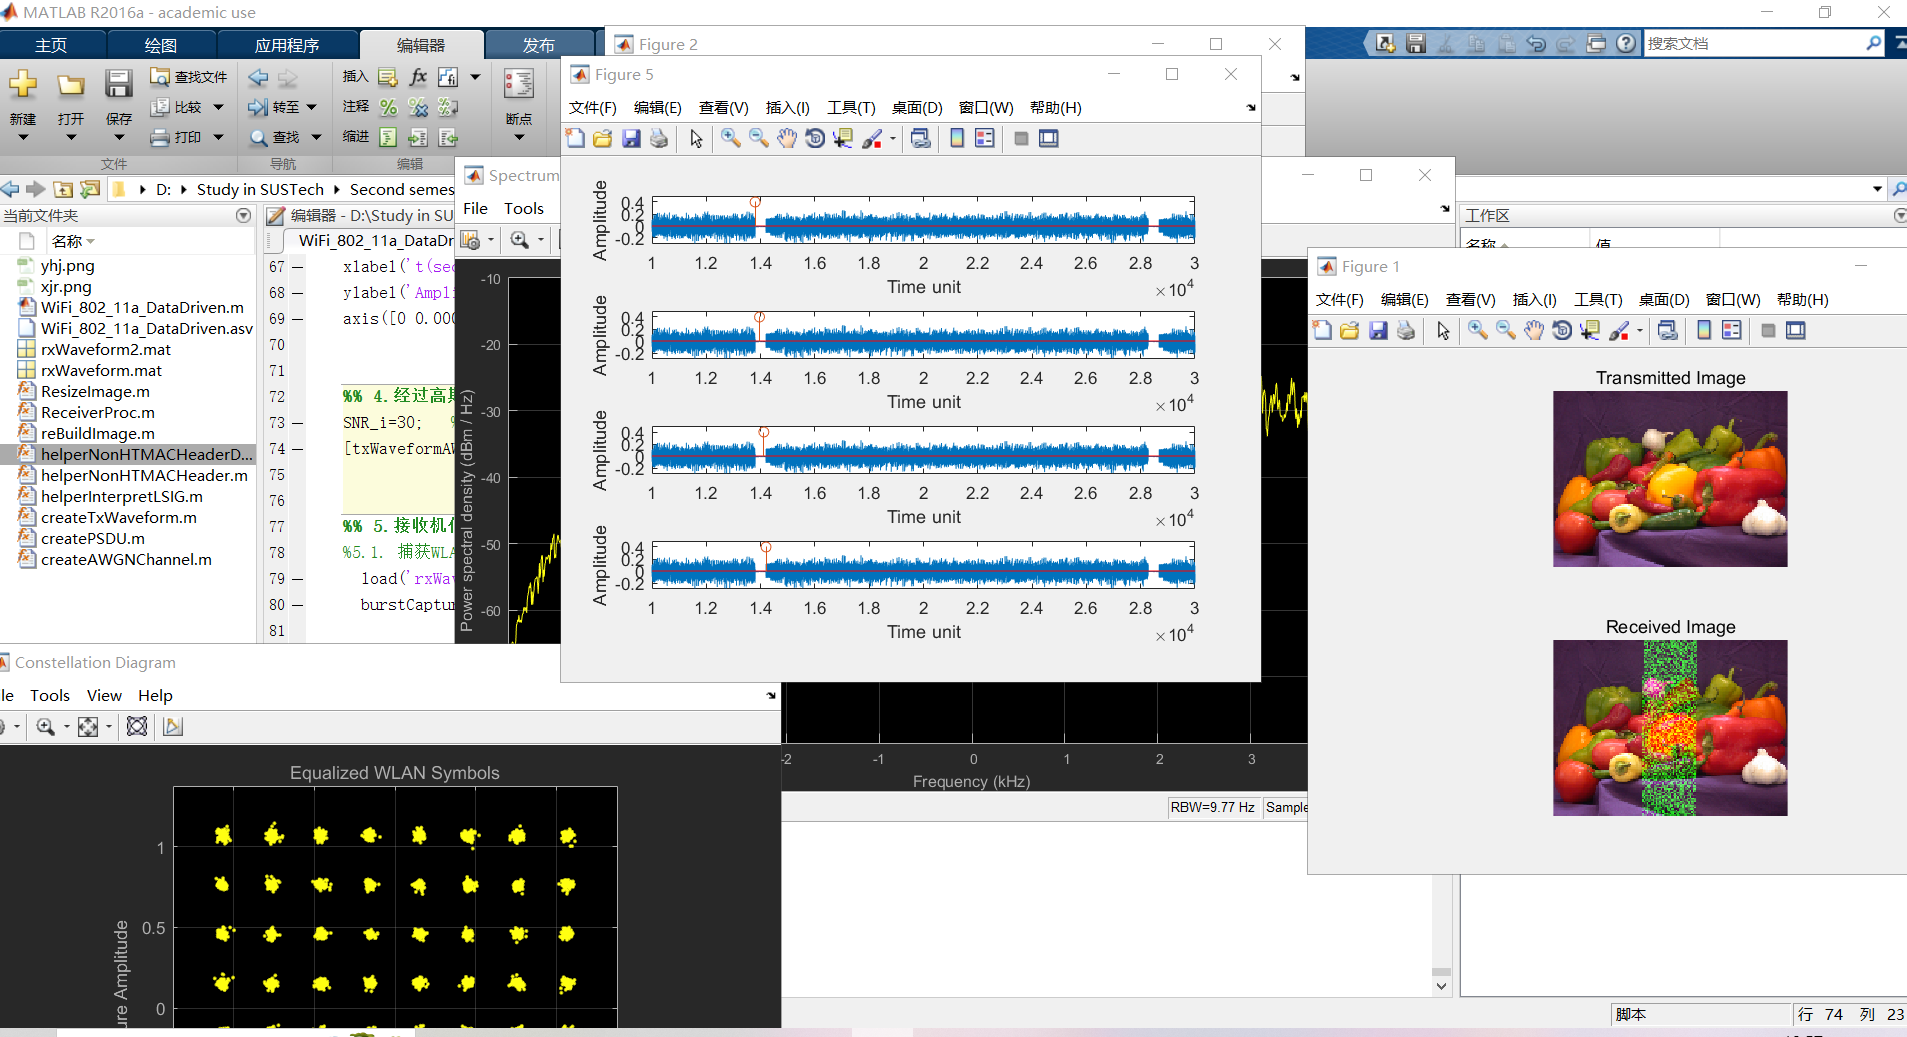 MATLAB R2016a - academic use
主页 绘图 应用程序 编辑器 发布
搜索文档
新建 打开 保存 查找文件 比较 打印
转至 查找
插入 fx
注释
缩进
断点
文件 导航 编辑
D: Study in SUSTech Second semes
当前文件夹
名称
yhj.png
xjr.png
WiFi_802_11a_DataDriven.m
WiFi_802_11a_DataDriven.asv
rxWaveform2.mat
rxWaveform.mat
ResizeImage.m
ReceiverProc.m
reBuildImage.m
helperNonHTMACHeaderD...
helperNonHTMACHeader.m
helperInterpretLSIG.m
createTxWaveform.m
createPSDU.m
createAWGNChannel.m
编辑器 - D:\Study in SUS
WiFi_802_11a_DataDr
67 xlabel('t(sec
68 ylabel('Ampli
69 axis([0 0.000
70
71
72 %% 4.经过高斯
73 SNR_i=30;
74 [txWaveformAW
75
76
77 %% 5.接收机
78 %5.1. 捕获WLA
79 load('rxWav
80 burstCaptur
81
Figure 2
Figure 5
文件(F) 编辑(E) 查看(V) 插入(I) 工具(T) 桌面(D) 窗口(W) 帮助(H)
Amplitude
0.4
0.2
0
-0.2
1 1.2 1.4 1.6 1.8 2 2.2 2.4 2.6 2.8 3
Time unit
×10⁴
Amplitude
0.4
0.2
0
-0.2
1 1.2 1.4 1.6 1.8 2 2.2 2.4 2.6 2.8 3
Time unit
×10⁴
Amplitude
0.4
0.2
0
-0.2
1 1.2 1.4 1.6 1.8 2 2.2 2.4 2.6 2.8 3
Time unit
×10⁴
Amplitude
0.4
0.2
0
-0.2
1 1.2 1.4 1.6 1.8 2 2.2 2.4 2.6 2.8 3
Time unit
×10⁴
Spectrum
File Tools
Power spectral density (dBm / Hz)
-10
-20
-30
-40
-50
-60
-2 -1 0 1 2 3
Frequency (kHz)
RBW=9.77 Hz Sample
工作区
名称 值
Figure 1
文件(F) 编辑(E) 查看(V) 插入(I) 工具(T) 桌面(D) 窗口(W) 帮助(H)
Transmitted Image
Received Image
Constellation Diagram
le Tools View Help
Equalized WLAN Symbols
ure Amplitude
1
0.5
0
脚本 行 74 列 23